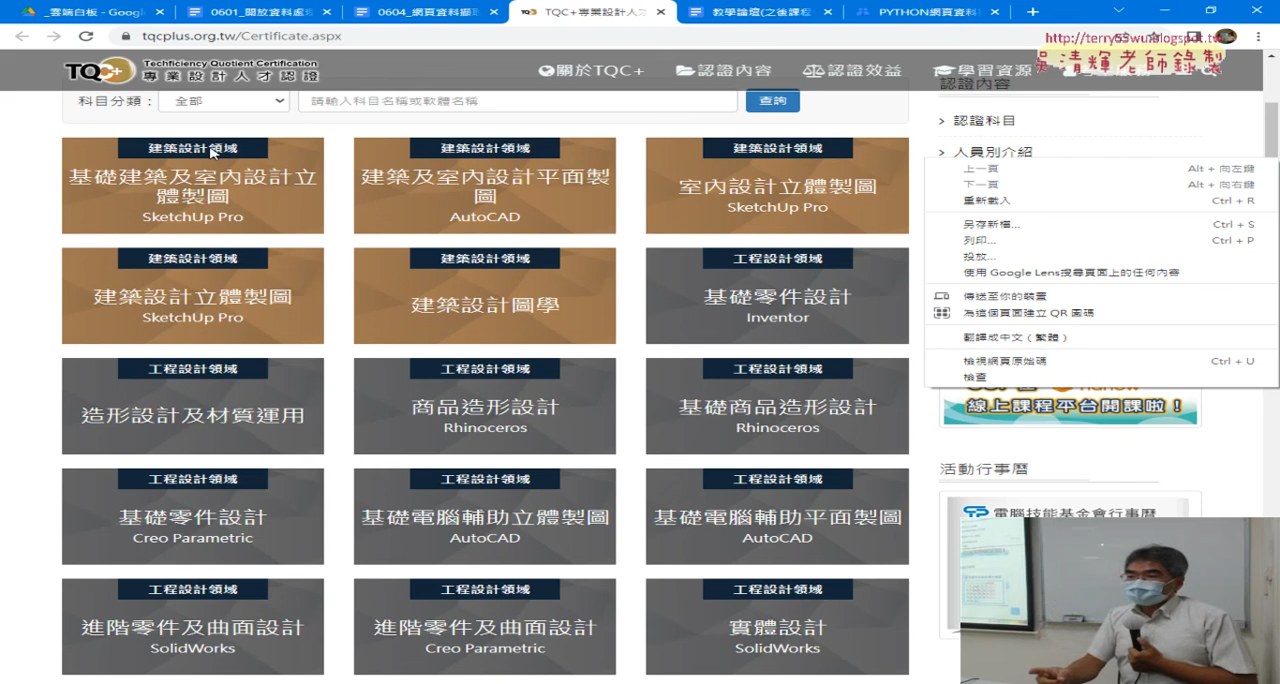 _雲端白板 - Googl
0601_開放資料處
0604_網頁資料擷
TQC+專業設計人才
教學論壇(之後課程
PYTHON網頁資料
tqcplus.org.tw/Certificate.aspx
http://terry55wu.blogspot.tw
吳清輝老師錄製
TQC+
Techficiency Quotient Certification
專業設計人才認證
關於TQC+
認證內容
認證效益
學習資源
科目分類：
全部
請輸入科目名稱或軟體名稱
查詢
認證內容
> 認證科目
> 人員別介紹
建築設計領域
基礎建築及室內設計立
體製圖
SketchUp Pro
建築設計領域
建築及室內設計平面製
圖
AutoCAD
建築設計領域
室內設計立體製圖
SketchUp Pro
建築設計領域
建築設計立體製圖
SketchUp Pro
建築設計領域
建築設計圖學
工程設計領域
基礎零件設計
Inventor
工程設計領域
造形設計及材質運用
工程設計領域
商品造形設計
Rhinoceros
工程設計領域
基礎商品造形設計
Rhinoceros
工程設計領域
基礎零件設計
Creo Parametric
工程設計領域
基礎電腦輔助立體製圖
AutoCAD
工程設計領域
基礎電腦輔助平面製圖
AutoCAD
工程設計領域
進階零件及曲面設計
SolidWorks
工程設計領域
進階零件及曲面設計
Creo Parametric
工程設計領域
實體設計
SolidWorks
上一頁 Alt + 向左鍵
下一頁 Alt + 向右鍵
重新載入 Ctrl + R
另存新檔... Ctrl + S
列印... Ctrl + P
投放...
使用 Google Lens搜尋頁面上的任何內容
傳送至你的裝置
為這個頁面建立 QR 圖碼
翻譯成中文（繁體）
檢視網頁原始碼 Ctrl + U
檢查
線上課程平台開課啦！
活動行事曆
電腦技能基金會行事曆